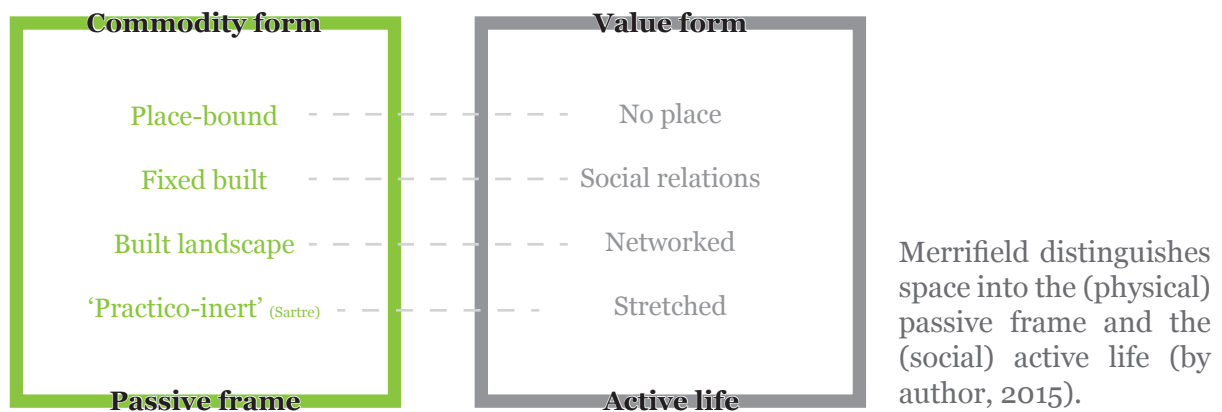 Commodity form
Value form
Place-bound
No place
Fixed built
Social relations
Built landscape
Networked
‘Practico-inert’ (Sartre)
Stretched
Passive frame
Active life
Merrifield distinguishes
space into the (physical)
passive frame and the
(social) active life (by
author, 2015).